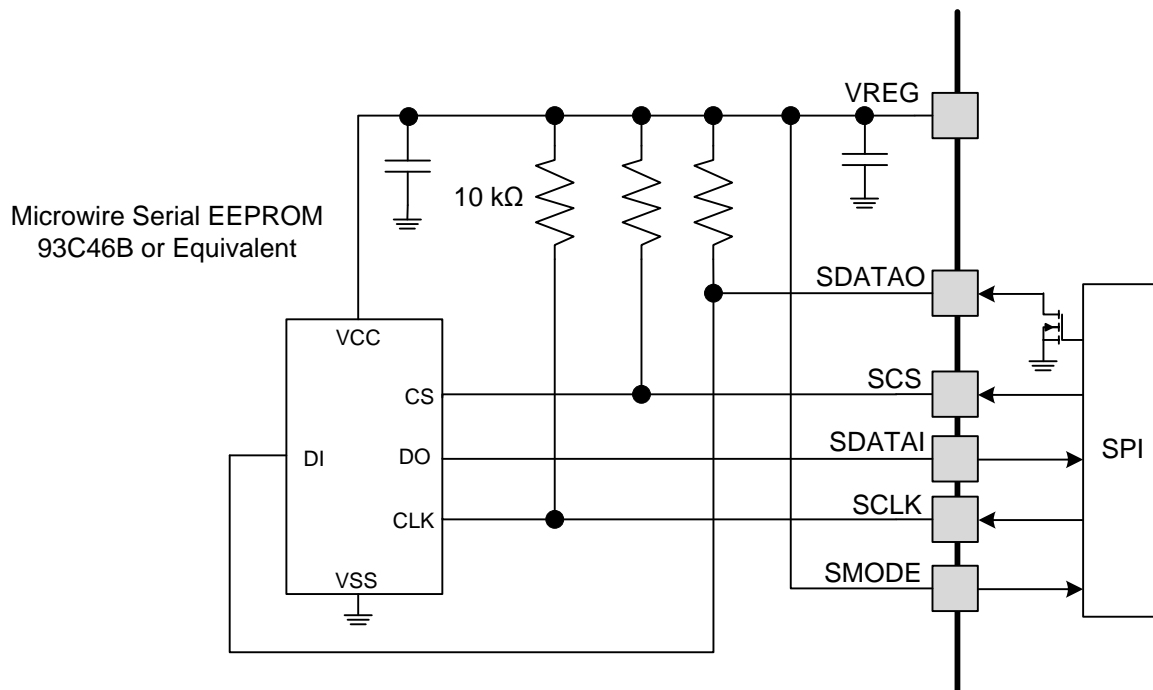 VREG
10 kΩ
Microwire Serial EEPROM
93C46B or Equivalent
SDATAO
VCC
SCS
CS
SDATAI
DI
DO
SPI
SCLK
CLK
SMODE
VSS